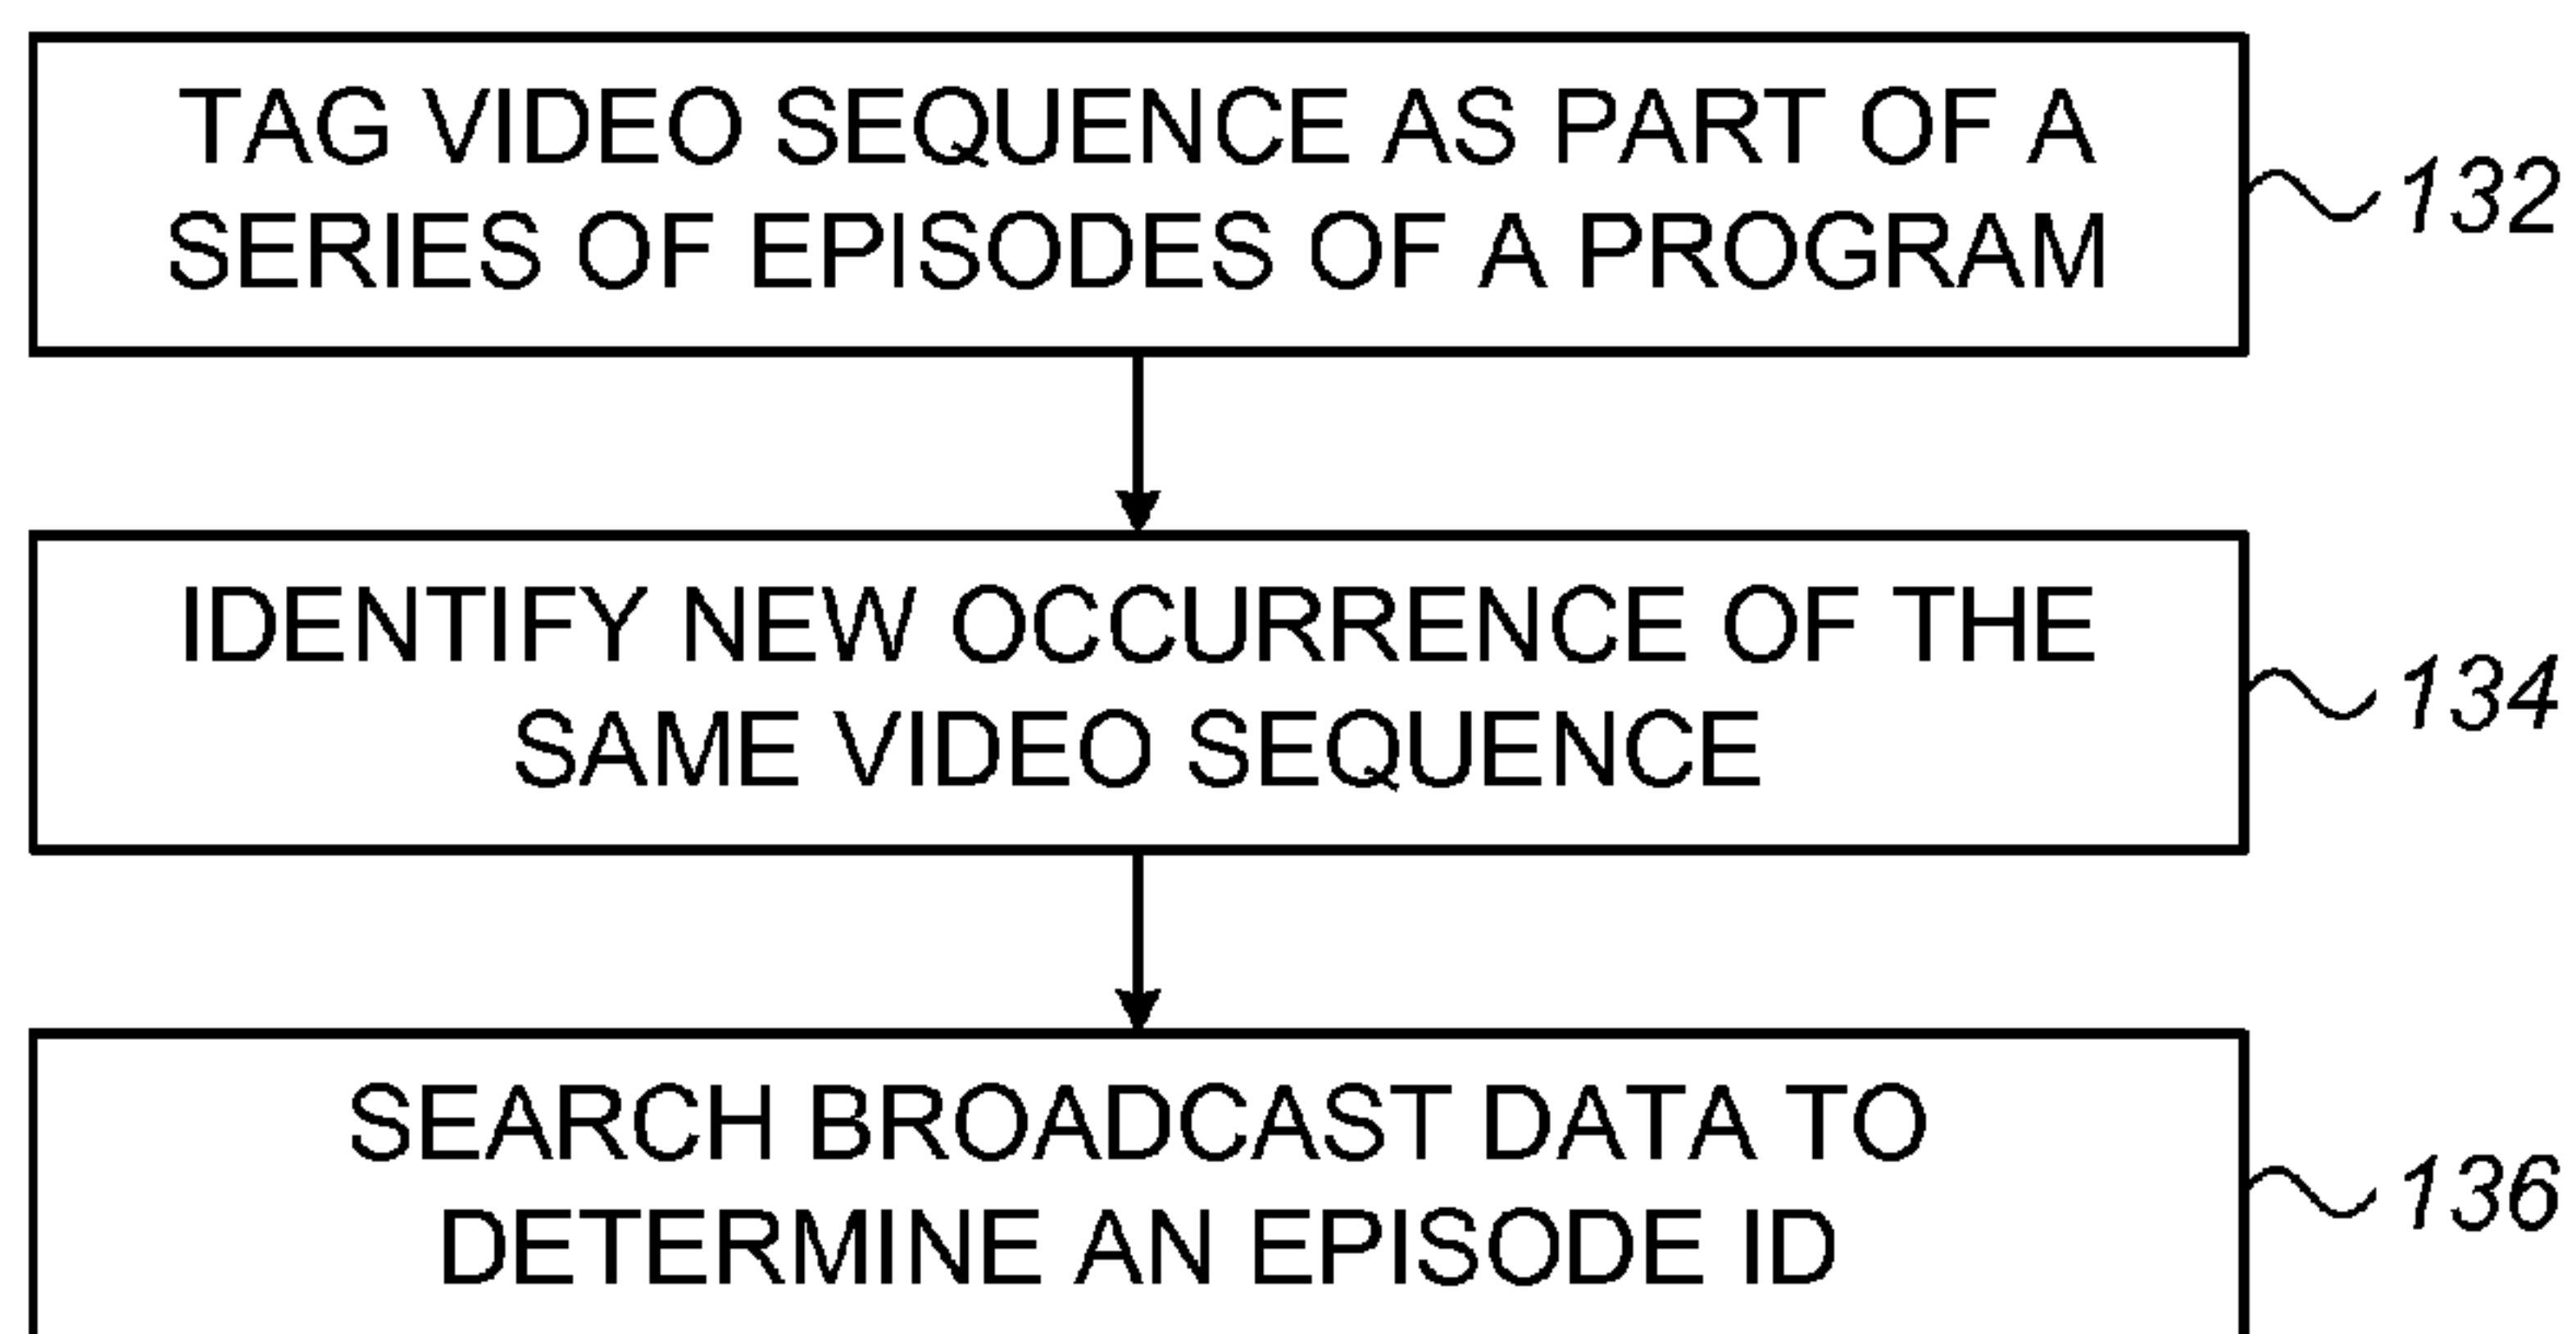 TAG VIDEO SEQUENCE AS PART OF A
SERIES OF EPISODES OF A PROGRAM
132
IDENTIFY NEW OCCURRENCE OF THE
SAME VIDEO SEQUENCE
134
SEARCH BROADCAST DATA TO
DETERMINE AN EPISODE ID
136